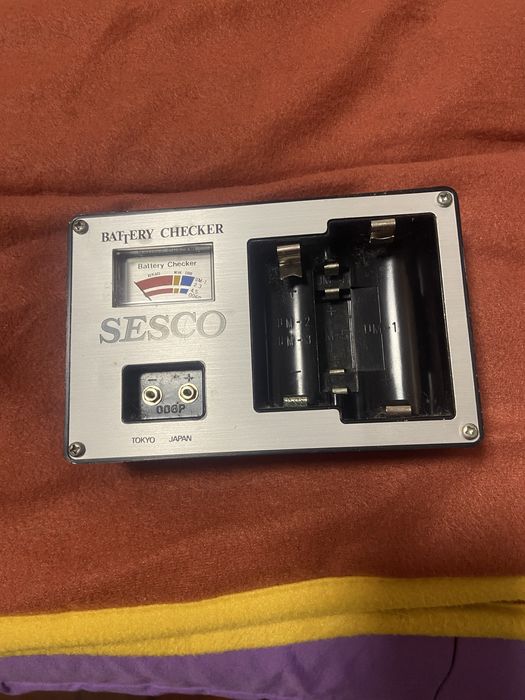 BATTERY CHECKER
Battery Checker
SESCO
UM-2
UM-3
UM-1
- +
006P
TOKYO JAPAN